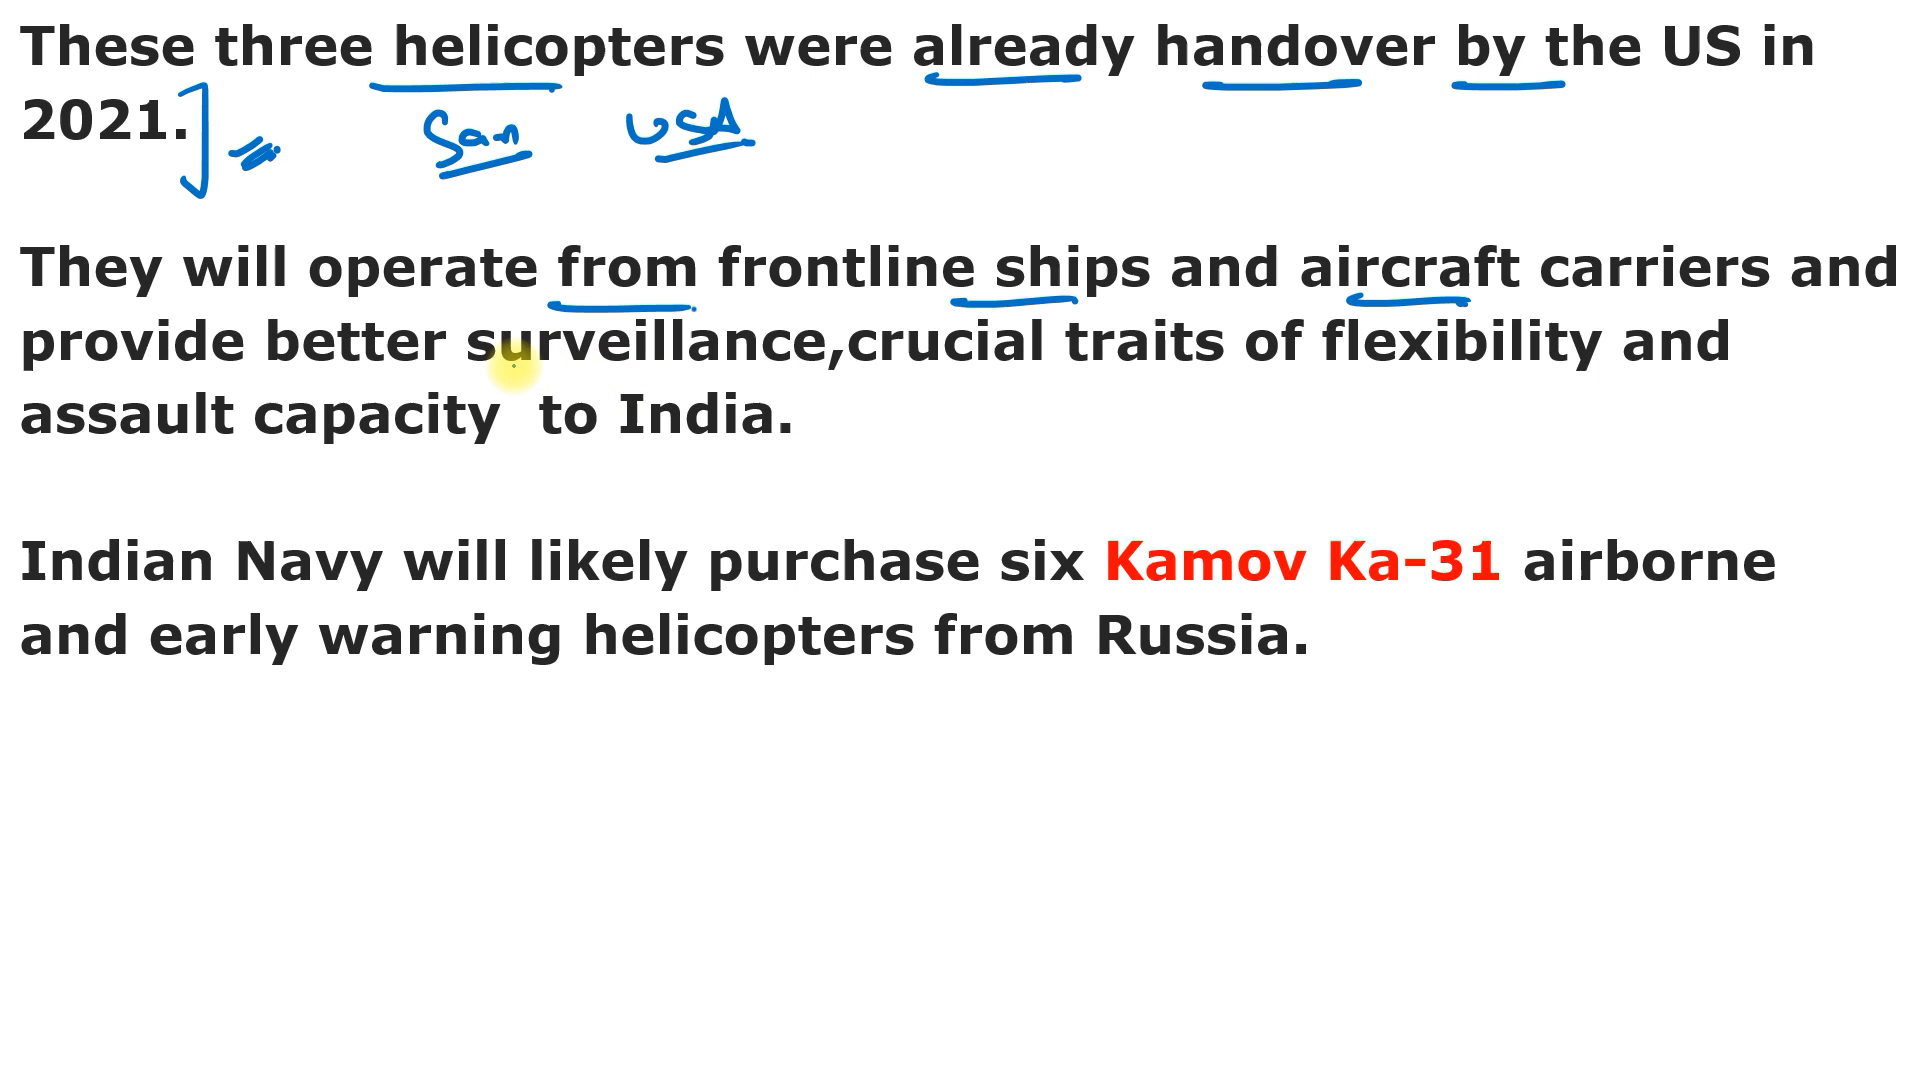 These three helicopters were already handover by the US in
2021.
San USA
They will operate from frontline ships and aircraft carriers and
provide better surveillance,crucial traits of flexibility and
assault capacity to India.
Indian Navy will likely purchase six Kamov Ka-31 airborne
and early warning helicopters from Russia.